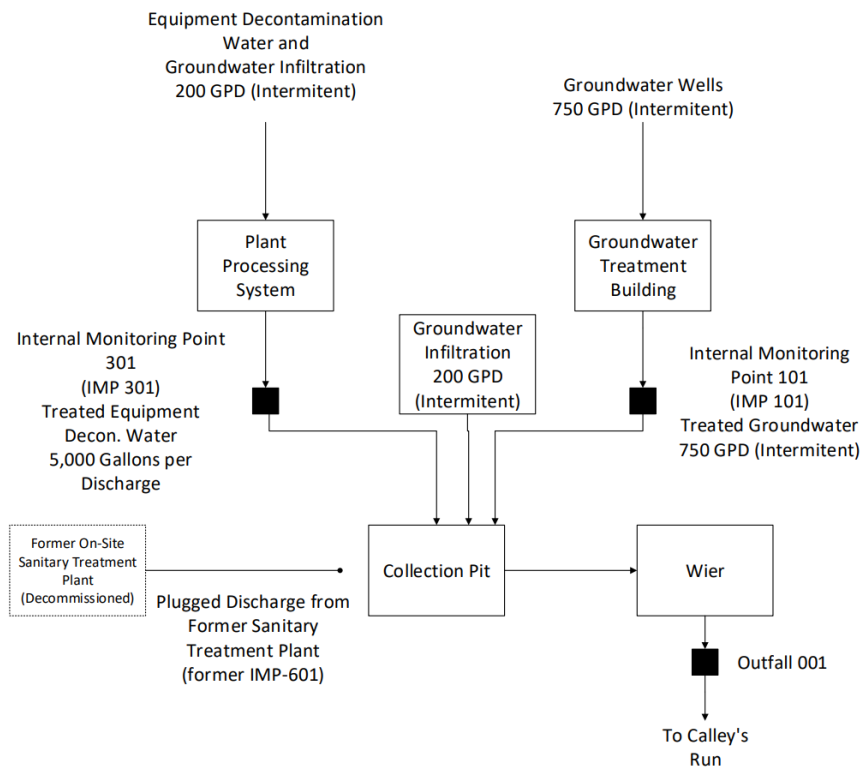 Equipment Decontamination
Water and
Groundwater Infiltration
200 GPD (Intermitent)
Groundwater Wells
750 GPD (Intermitent)
Plant
Processing
System
Groundwater
Treatment
Building
Internal Monitoring Point
301
(IMP 301)
Treated Equipment
Decon. Water
5,000 Gallons per
Discharge
Groundwater
Infiltration
200 GPD
(Intermitent)
Internal Monitoring
Point 101
(IMP 101)
Treated Groundwater
750 GPD (Intermitent)
Former On-Site
Sanitary Treatment
Plant
(Decommissioned)
Plugged Discharge from
Former Sanitary
Treatment Plant
(former IMP-601)
Collection Pit
Wier
Outfall 001
To Calley's
Run